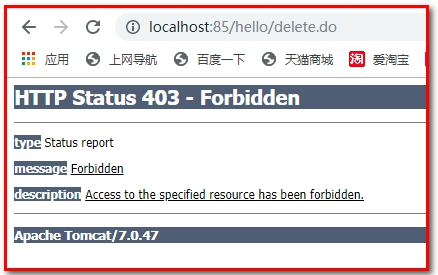 localhost:85/hello/delete.do
应用 上网导航 百度一下 天猫商城 淘 爱淘宝
HTTP Status 403 - Forbidden
type Status report
message Forbidden
description Access to the specified resource has been forbidden.
Apache Tomcat/7.0.47